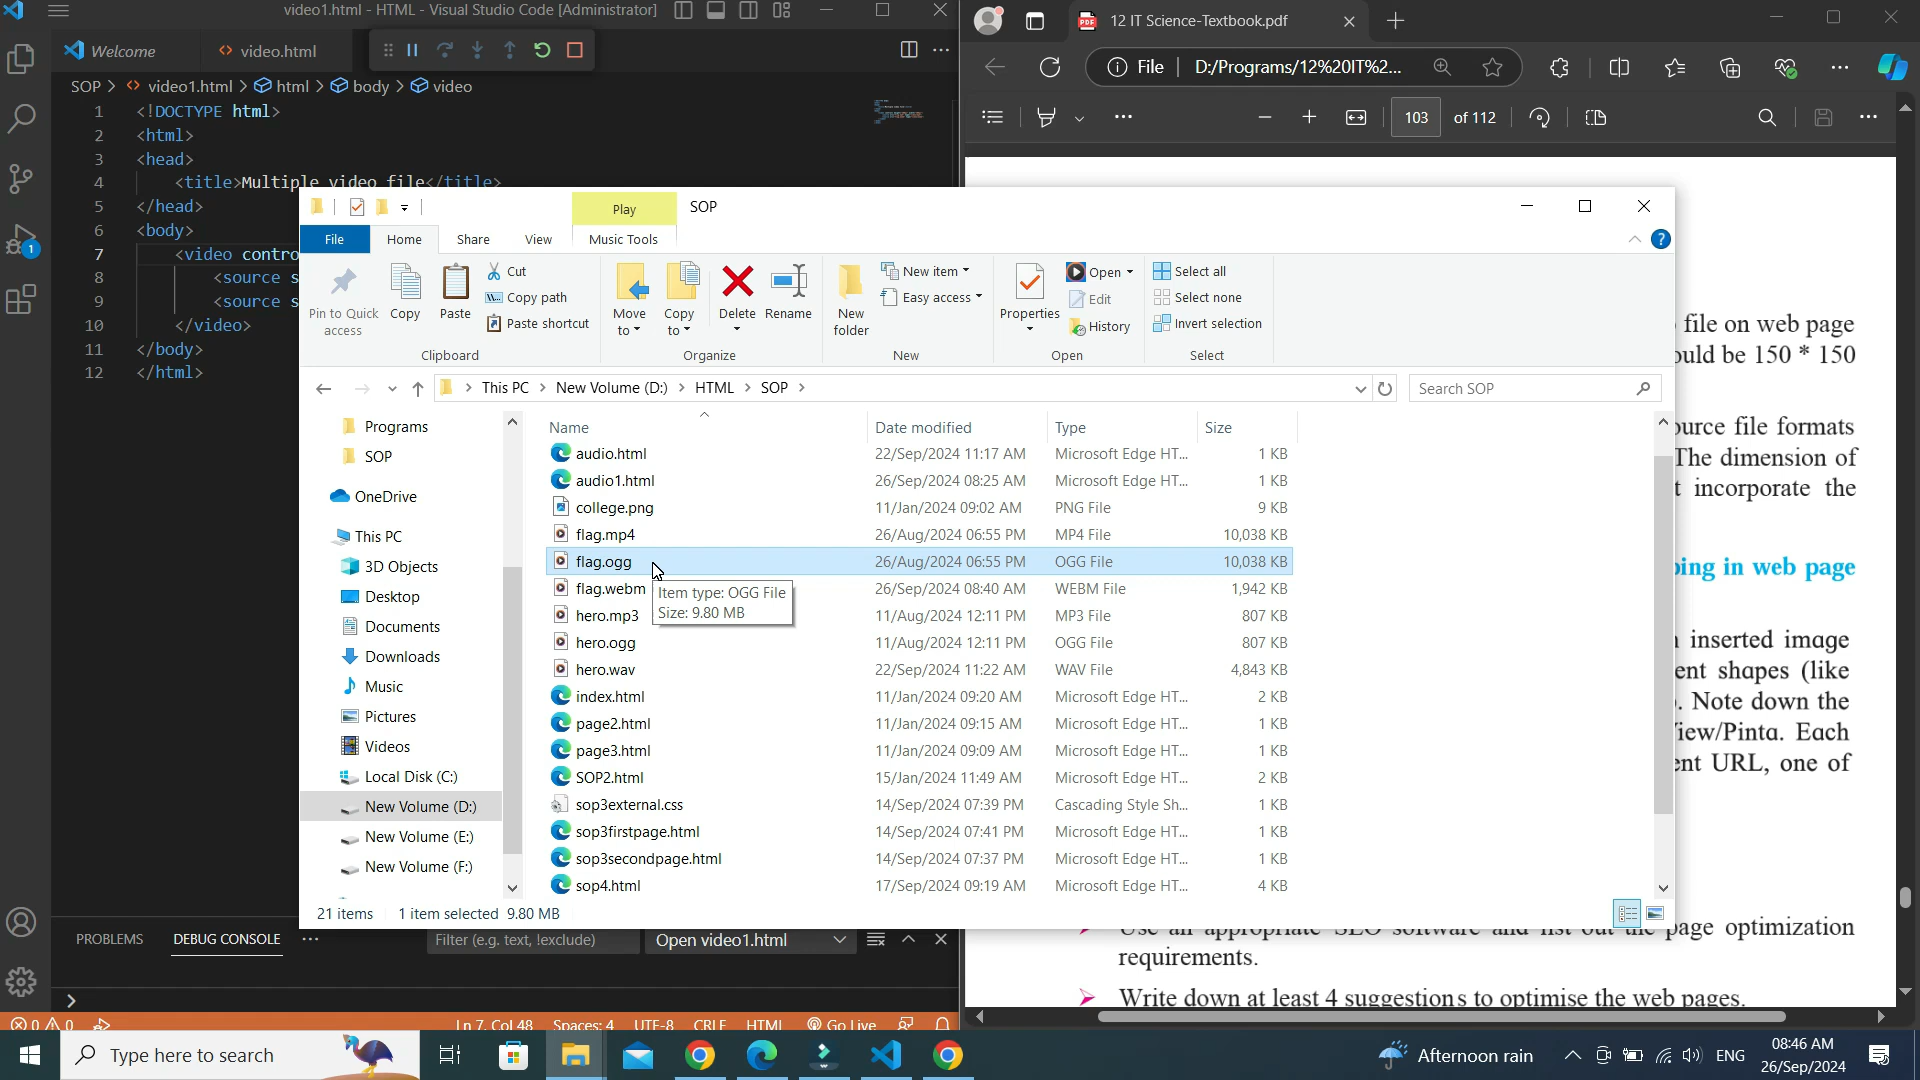 video1.html - HTML - Visual Studio Code [Administrator]
12 IT Science-Textbook.pdf
Welcome
<> video.html
File
D:/Programs/12%20IT%2...
SOP > <> video1.html > html > body > video
103 of 112
1 <!DOCTYPE html>
2 <html>
3 <head>
4 <title>Multiple video file</title>
5 </head>
6 <body>
7 <video contro
8 <source s
9 <source s
10 </video>
11 </body>
12 </html>
Play
SOP
File Home Share View Music Tools
Pin to Quick access
Copy
Paste
Cut
Copy path
Paste shortcut
Clipboard
Move to
Copy to
Delete
Rename
Organize
New folder
New item
Easy access
New
Properties
Open
Edit
History
Open
Select all
Select none
Invert selection
Select
This PC > New Volume (D:) > HTML > SOP >
Search SOP
Programs
SOP
OneDrive
This PC
3D Objects
Desktop
Documents
Downloads
Music
Pictures
Videos
Local Disk (C:)
New Volume (D:)
New Volume (E:)
New Volume (F:)
Name Date modified Type Size
audio.html 22/Sep/2024 11:17 AM Microsoft Edge HT... 1 KB
audio1.html 26/Sep/2024 08:25 AM Microsoft Edge HT... 1 KB
college.png 11/Jan/2024 09:02 AM PNG File 9 KB
flag.mp4 26/Aug/2024 06:55 PM MP4 File 10,038 KB
flag.ogg 26/Aug/2024 06:55 PM OGG File 10,038 KB
flag.webm 26/Sep/2024 08:40 AM WEBM File 1,942 KB
Item type: OGG File
Size: 9.80 MB
hero.mp3 11/Aug/2024 12:11 PM MP3 File 807 KB
hero.ogg 11/Aug/2024 12:11 PM OGG File 807 KB
hero.wav 22/Sep/2024 11:22 AM WAV File 4,843 KB
index.html 11/Jan/2024 09:20 AM Microsoft Edge HT... 2 KB
page2.html 11/Jan/2024 09:15 AM Microsoft Edge HT... 1 KB
page3.html 11/Jan/2024 09:09 AM Microsoft Edge HT... 1 KB
SOP2.html 15/Jan/2024 11:49 AM Microsoft Edge HT... 2 KB
sop3external.css 14/Sep/2024 07:39 PM Cascading Style Sh... 1 KB
sop3firstpage.html 14/Sep/2024 07:41 PM Microsoft Edge HT... 1 KB
sop3secondpage.html 14/Sep/2024 07:37 PM Microsoft Edge HT... 1 KB
sop4.html 17/Sep/2024 09:19 AM Microsoft Edge HT... 4 KB
21 items 1 item selected 9.80 MB
file on web page
ould be 150 * 150
ource file formats
The dimension of
t incorporate the
ing in web page
inserted image
ent shapes (like
. Note down the
iew/Pinta. Each
ent URL, one of
Use an appropriate SEO software and list out the page optimization
requirements.
Write down at least 4 suggestions to optimise the web pages.
PROBLEMS DEBUG CONSOLE ... Filter (e.g. text, !exclude) Open video1.html
1
0 0 Ln 7, Col 48 Spaces: 4 UTF-8 CRLF HTML Go Live
Type here to search
Afternoon rain
ENG
08:46 AM
26/Sep/2024